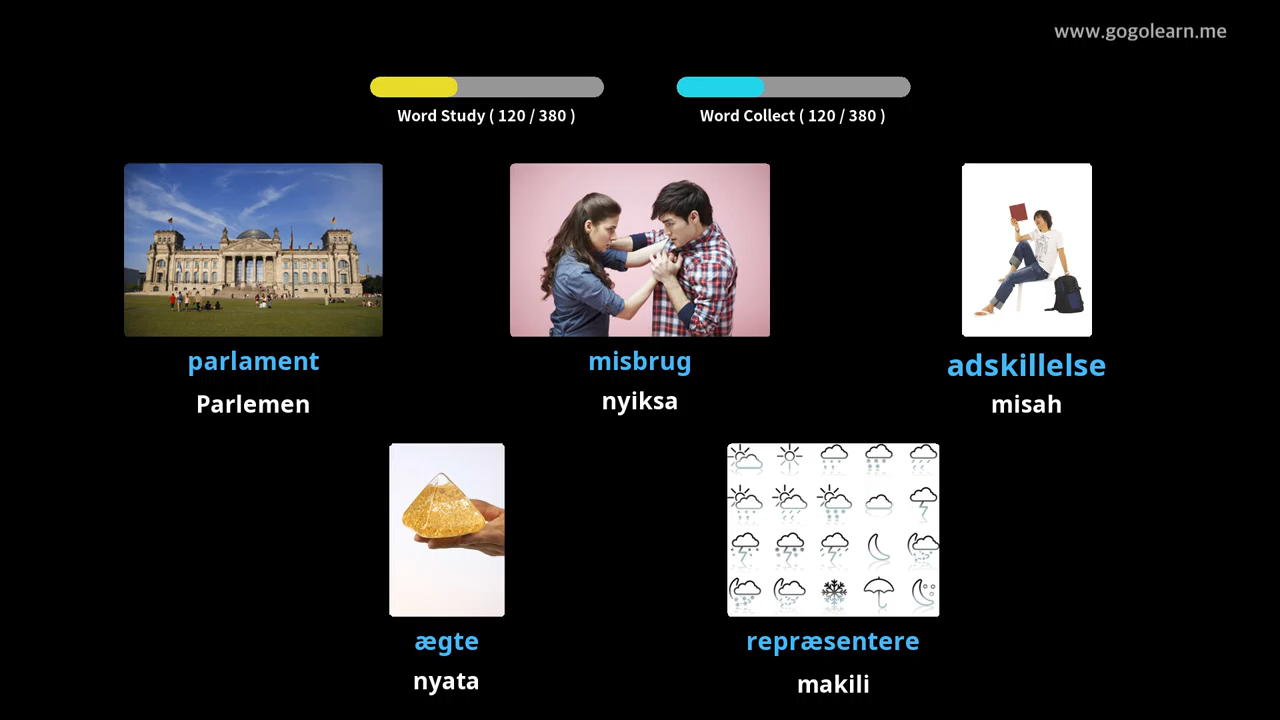 www.gogolearn.me
Word Study ( 120 / 380 )
Word Collect ( 120 / 380 )
parlament
Parlemen
misbrug
nyiksa
adskillelse
misah
ægte
nyata
repræsentere
makili